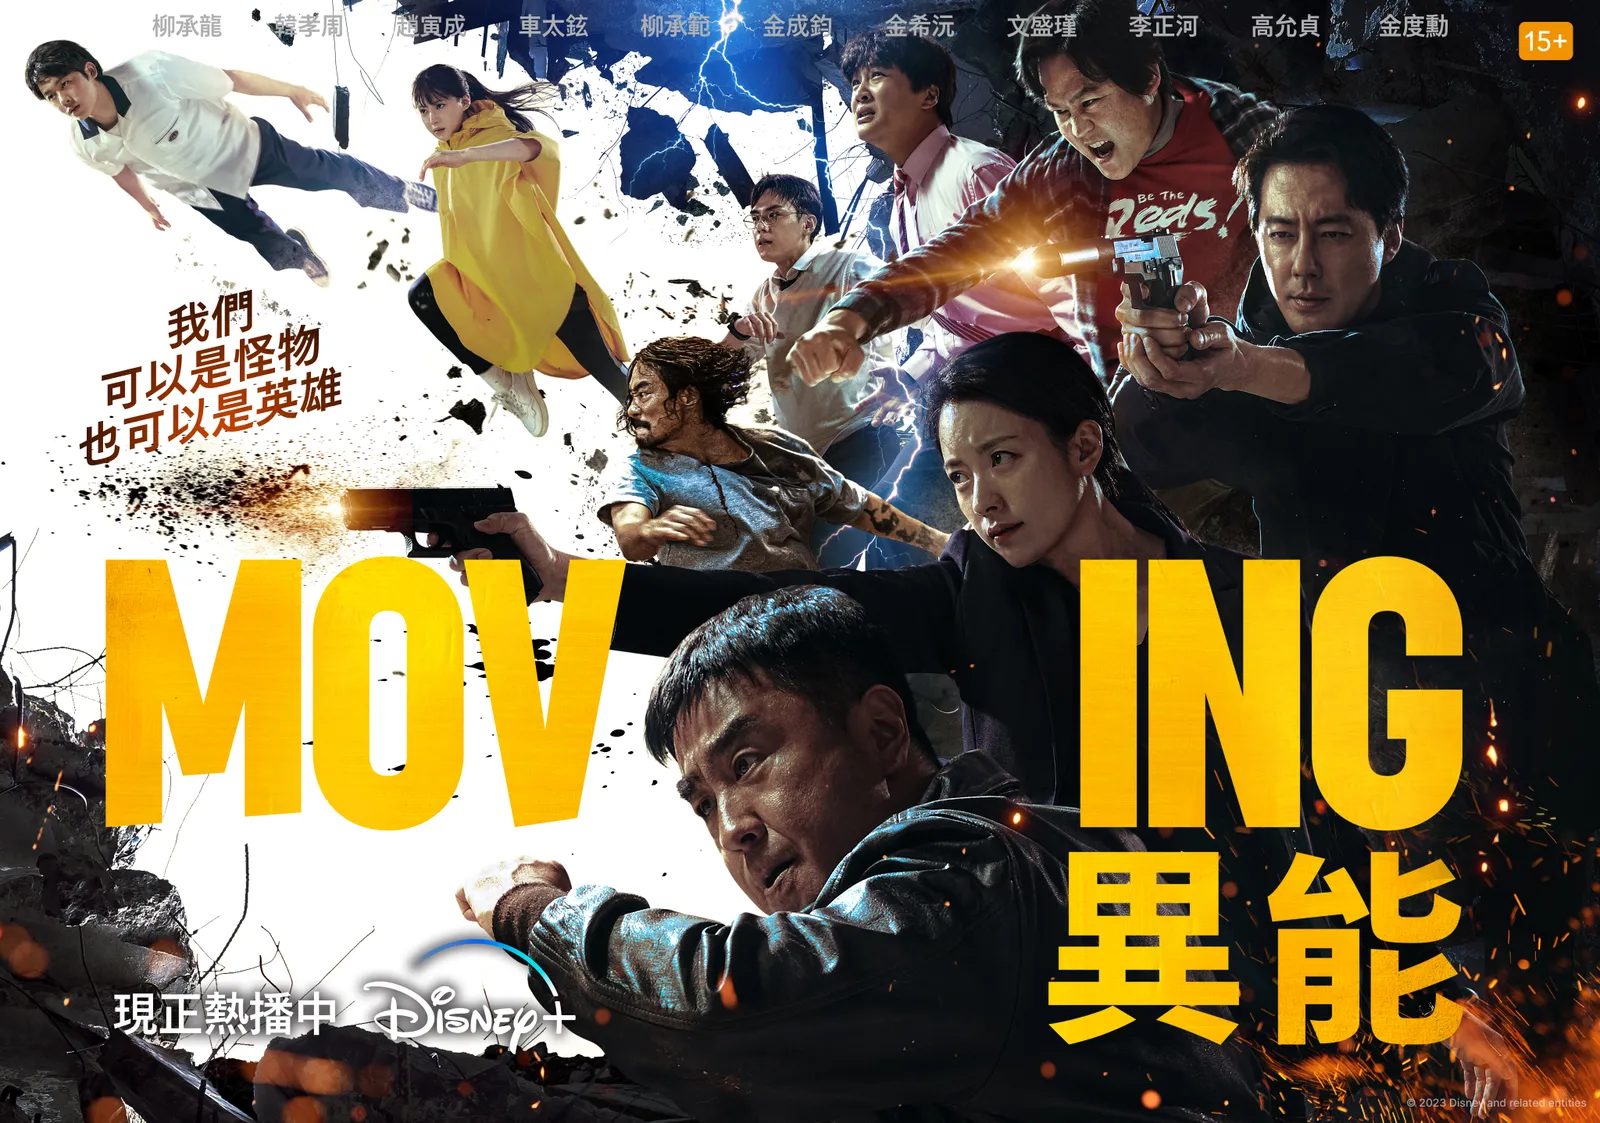 柳承龍 韓孝周 趙寅成 車太鉉 柳承範 金成鈞 金希沅 文盛瑾 李正河 高允貞 金度勳
15+
BE THE
Reds!
我們
可以是怪物
也可以是英雄
MOVING
異能
現正熱播中 Disney+
© 2023 Disney and related entities